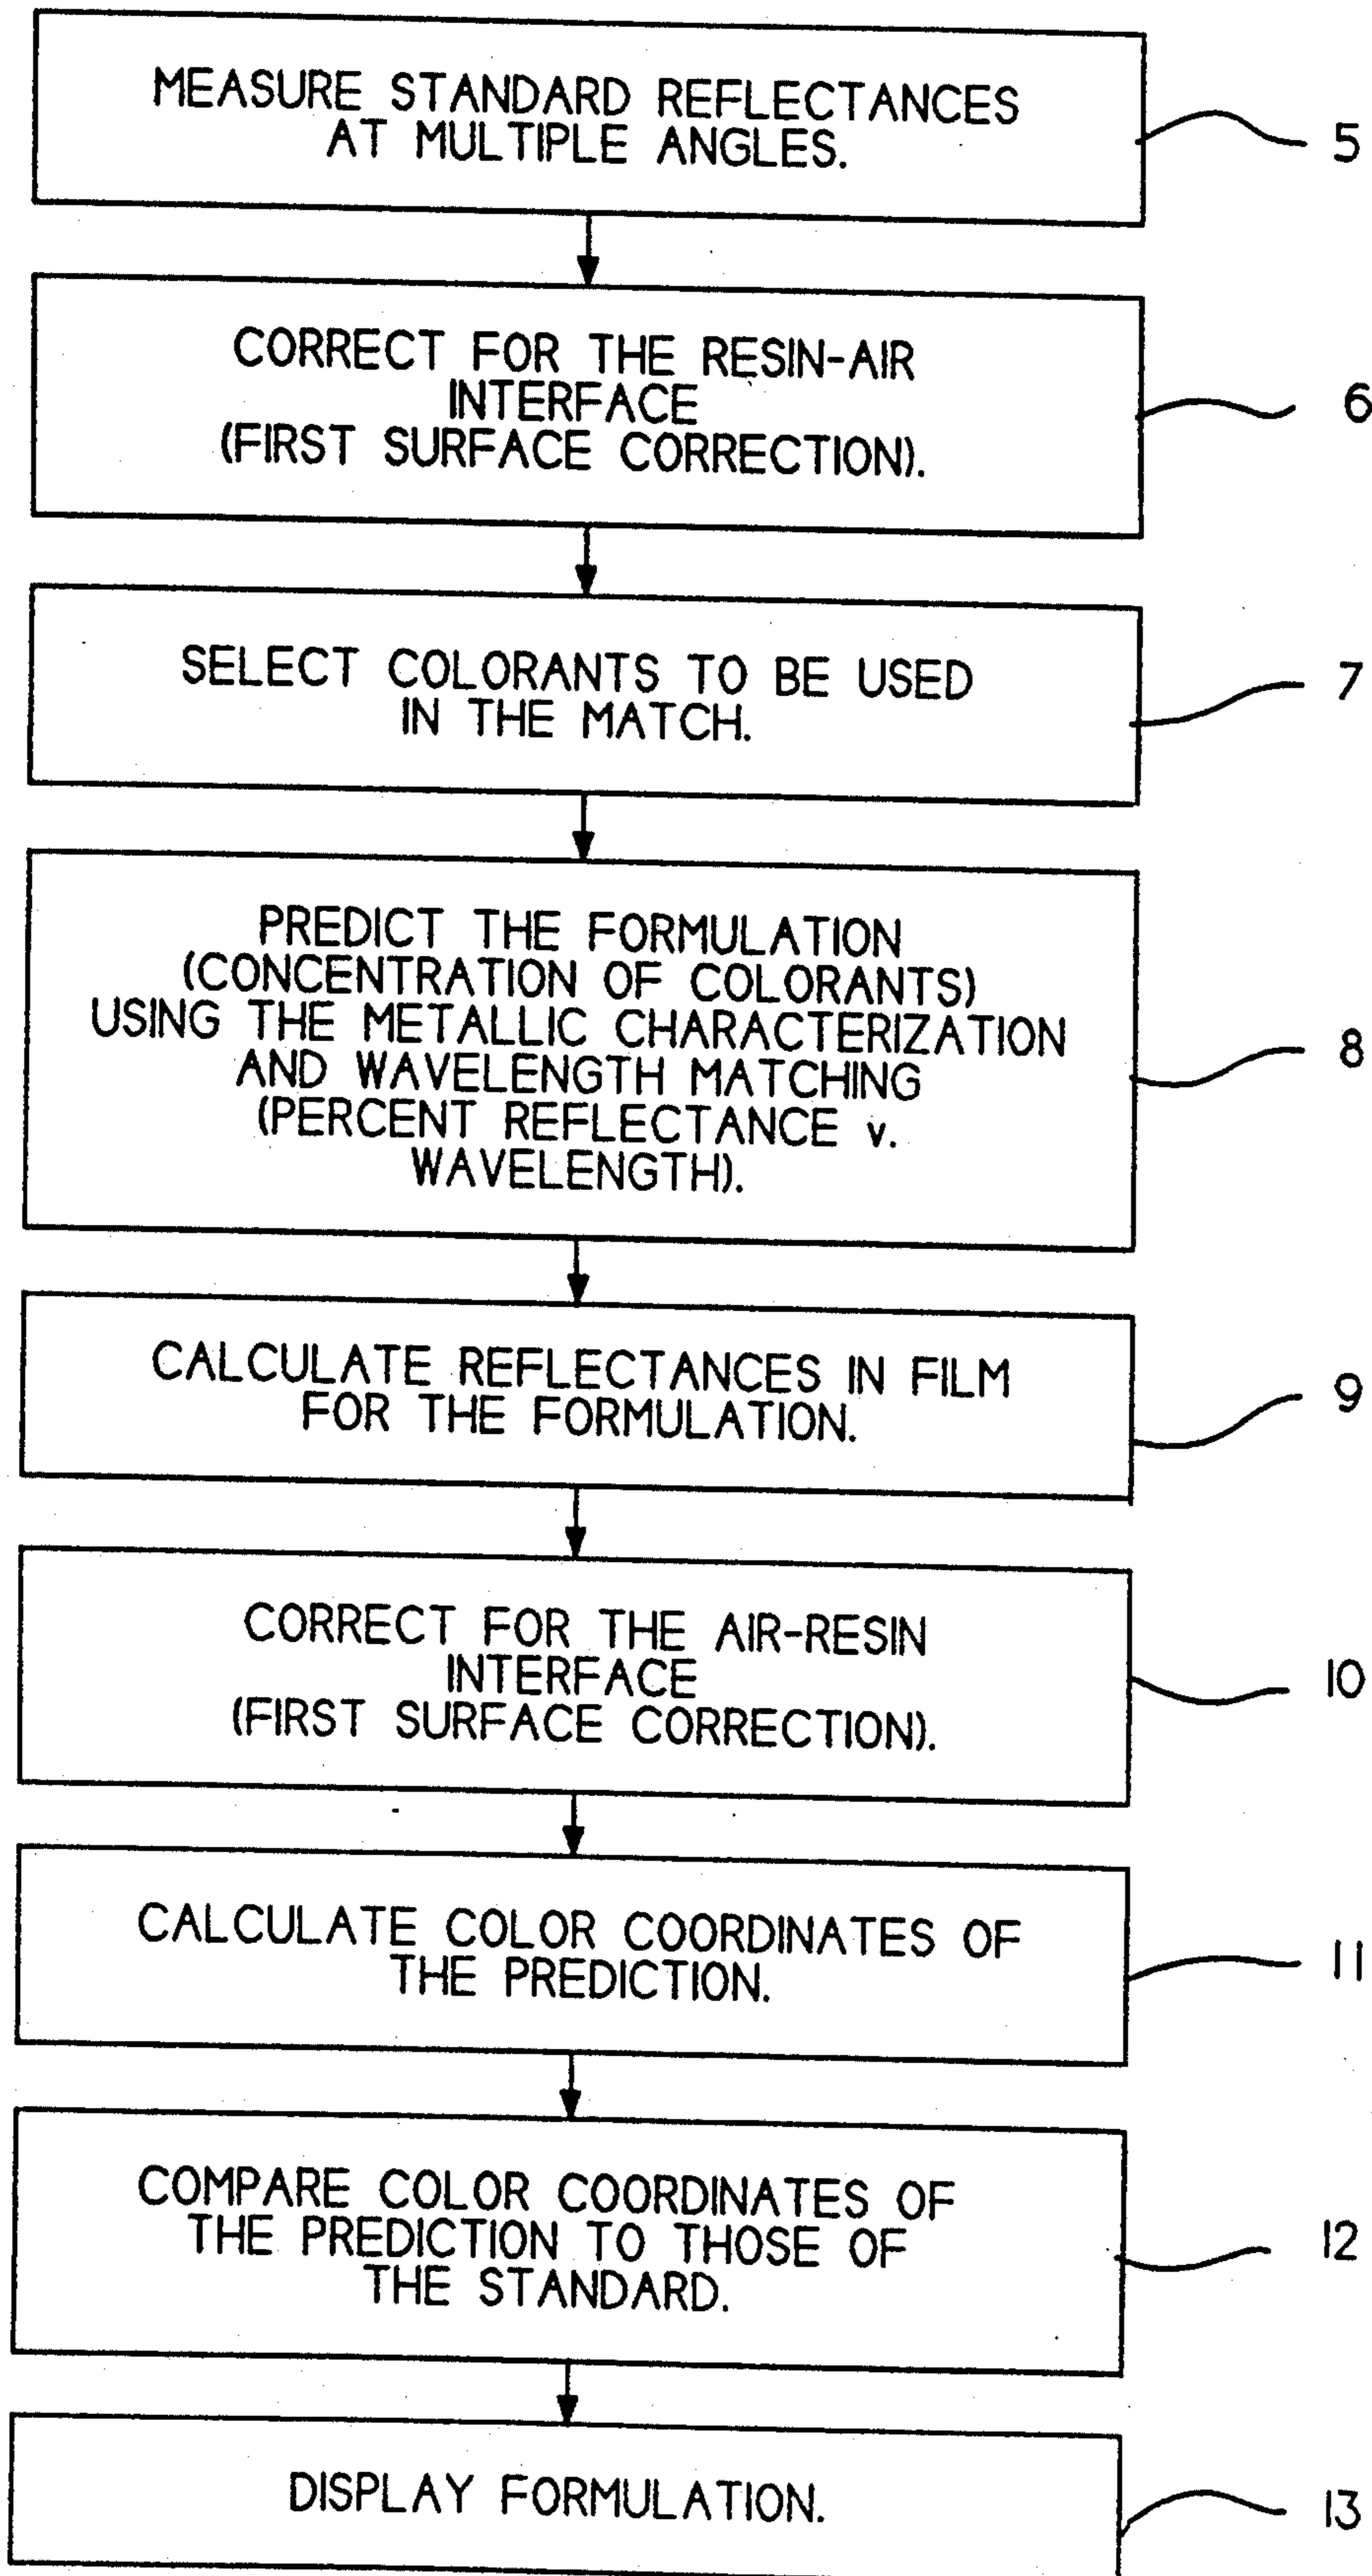 MEASURE STANDARD REFLECTANCES
AT MULTIPLE ANGLES.
5
CORRECT FOR THE RESIN-AIR
INTERFACE
(FIRST SURFACE CORRECTION).
6
SELECT COLORANTS TO BE USED
IN THE MATCH.
7
PREDICT THE FORMULATION
(CONCENTRATION OF COLORANTS)
USING THE METALLIC CHARACTERIZATION
AND WAVELENGTH MATCHING
(PERCENT REFLECTANCE v.
WAVELENGTH).
8
CALCULATE REFLECTANCES IN FILM
FOR THE FORMULATION.
9
CORRECT FOR THE AIR-RESIN
INTERFACE
(FIRST SURFACE CORRECTION).
10
CALCULATE COLOR COORDINATES OF
THE PREDICTION.
11
COMPARE COLOR COORDINATES OF
THE PREDICTION TO THOSE OF
THE STANDARD.
12
DISPLAY FORMULATION.
13